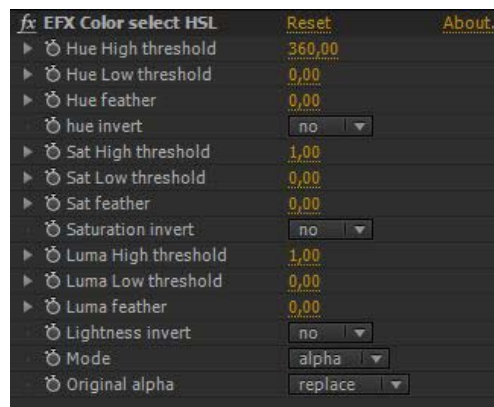 fx EFX Color select HSL Reset About.
Hue High threshold 360,00
Hue Low threshold 0,00
Hue feather 0,00
hue invert no
Sat High threshold 1,00
Sat Low threshold 0,00
Sat feather 0,00
Saturation invert no
Luma High threshold 1,00
Luma Low threshold 0,00
Luma feather 0,00
Lightness invert no
Mode alpha
Original alpha replace